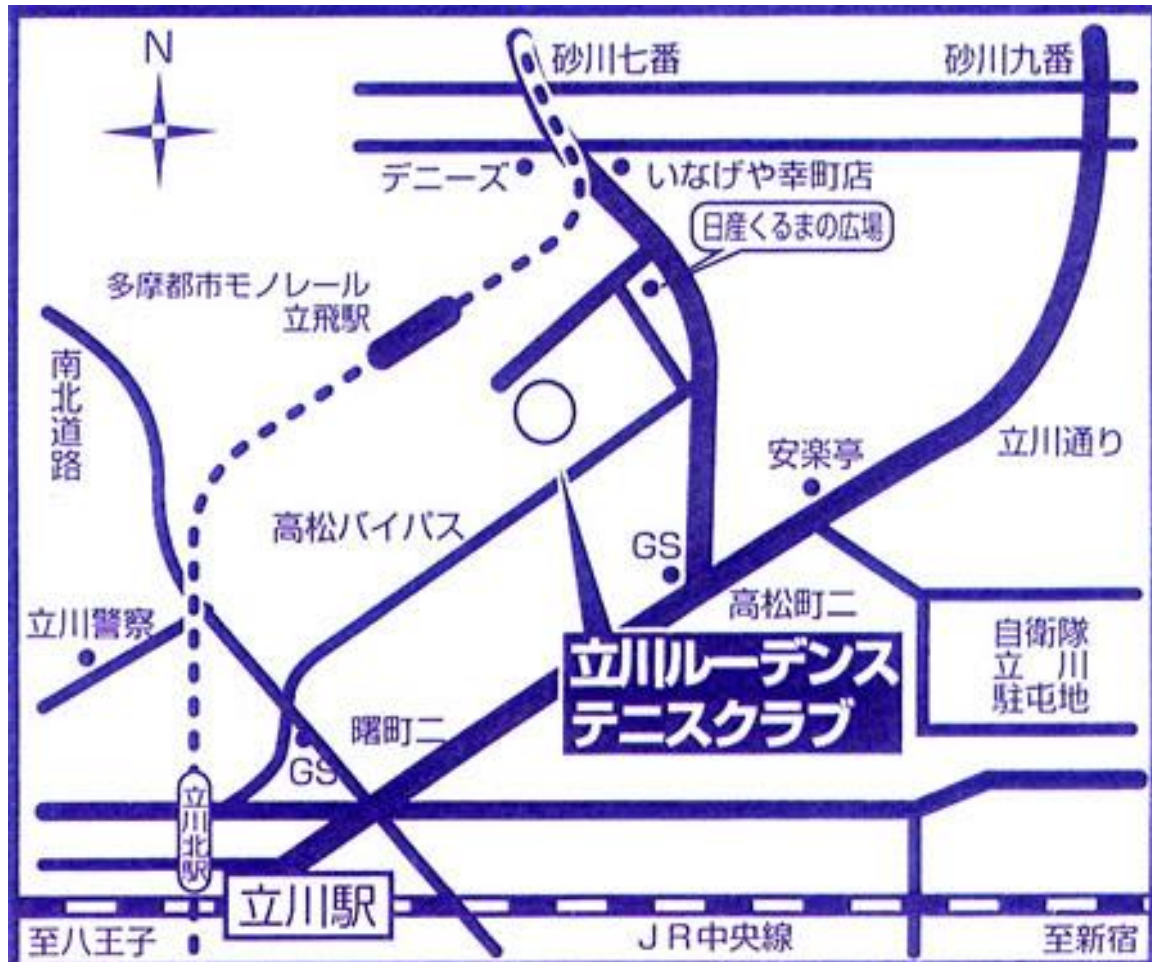 N
砂川七番
砂川九番
デニーズ
いなげや幸町店
日産くるまの広場
多摩都市モノレール
立飛駅
南北道路
安楽亭
立川通り
高松バイパス
GS
高松町二
立川警察
立川ルーデンス
テニスクラブ
自衛隊
立川
駐屯地
曙町二
GS
立川北駅
立川駅
至八王子
JR中央線
至新宿